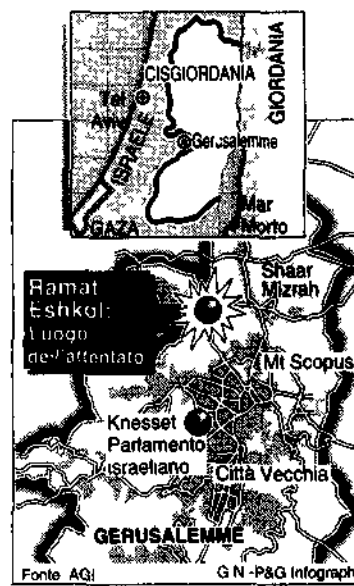 CISGIORDANIA
GIORDANIA
Tel
Aviv
ISRAELE
Gerusalemme
Mar
Morto
GAZA
Ramat
Eshkol:
Luogo
dell'attentato
Shaar
Mizrah
Mt Scopus
Knesset
Parlamento
israeliano
Città Vecchia
GERUSALEMME
Fonte AGI
G N -P&G Infograph